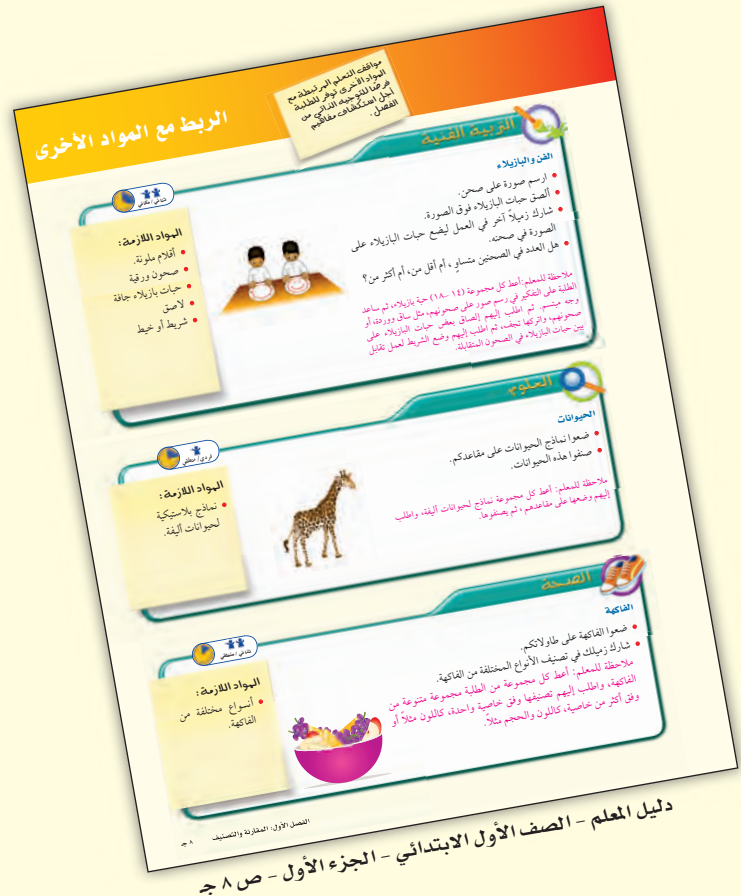 الربط مع المواد الأخرى
مواقف التعلم المرتبطة مع
المواد الأخرى توفر للطلبة
فرصًا للتوجيه الذاتي من
أجل استكشاف مفاهيم
الفصل.
التربية الفنية
ثنائي / مكاني
الفن والبازيلاء
• ارسم صورة على صحن.
• ألصق حبات البازيلاء فوق الصورة.
• شارك زميلاً آخر في العمل ليضع حبات البازيلاء على
الصورة في صحنه.
• هل العدد في الصحنين متساوٍ، أم أقل من، أم أكثر من؟
ملاحظة للمعلم: أعط كل مجموعة (١٤ – ١٨) حبة بازيلاء، ثم ساعد
الطلبة على التفكير في رسم صور على صحونهم، مثل ساق ووردة، أو
وجه مبتسم. ثم اطلب إليهم إلصاق بعض حبات البازيلاء على
صحونهم، واتركها تجف، ثم اطلب إليهم وضع الشريط لعمل تقابل
بين حبات البازيلاء في الصحون المتقابلة.
المواد اللازمة:
• أقلام ملونة.
• صحون ورقية
• حبات بازيلاء جافة
• لاصق
• شريط أو خيط
العلوم
فردي / منطقي
الحيوانات
• ضعوا نماذج الحيوانات على مقاعدكم.
• صنفوا هذه الحيوانات.
ملاحظة للمعلم: أعط كل مجموعة نماذج لحيوانات أليفة، واطلب
إليهم وضعها على مقاعدهم، ثم يصنفوها.
المواد اللازمة:
• نماذج بلاستيكية
لحيوانات أليفة.
الصحة
ثنائي / منطقي
الفاكهة
• ضعوا الفاكهة على طاولاتكم.
• شارك زميلك في تصنيف الأنواع المختلفة من الفاكهة.
ملاحظة للمعلم: أعط كل مجموعة من الطلبة مجموعة متنوعة من
الفاكهة، واطلب إليهم تصنيفها وفق خاصية واحدة، كاللون مثلاً أو
وفق أكثر من خاصية، كاللون والحجم مثلاً.
المواد اللازمة:
• أنواع مختلفة من
الفاكهة.
الفصل الأول: المقارنة والتصنيف ٨ جـ
دليل المعلم – الصف الأول الابتدائي – الجزء الأول – ص ٨ جـ